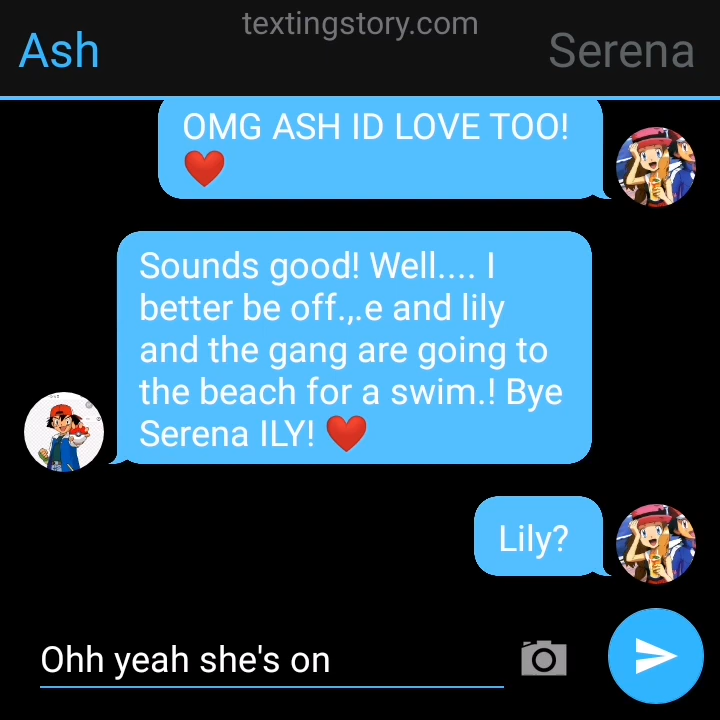 textingstory.com
Ash
Serena
OMG ASH ID LOVE TOO!
❤️
Sounds good! Well.... I
better be off.,.e and lily
and the gang are going to
the beach for a swim.! Bye
Serena ILY! ❤️
Lily?
Ohh yeah she's on